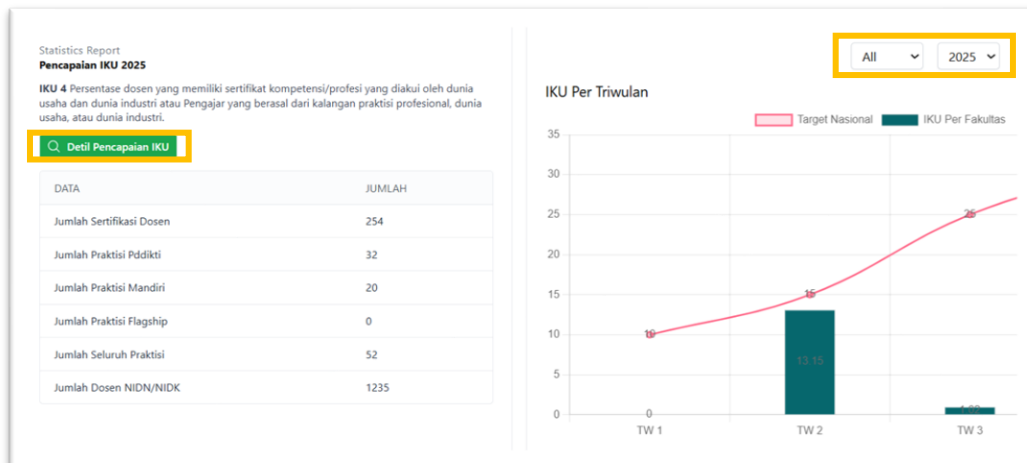 Statistics Report
Pencapaian IKU 2025
IKU 4 Persentase dosen yang memiliki sertifikat kompetensi/profesi yang diakui oleh dunia
usaha dan dunia industri atau Pengajar yang berasal dari kalangan praktisi profesional, dunia
usaha, atau dunia industri.
Detil Pencapaian IKU
DATA JUMLAH
Jumlah Sertifikasi Dosen 254
Jumlah Praktisi Pddikti 32
Jumlah Praktisi Mandiri 20
Jumlah Praktisi Flagship 0
Jumlah Seluruh Praktisi 52
Jumlah Dosen NIDN/NIDK 1235
All 2025
IKU Per Triwulan
Target Nasional IKU Per Fakultas
35
30
25 25
20
15 15
13.15
10 10
5
0 0
TW 1 TW 2 TW 3